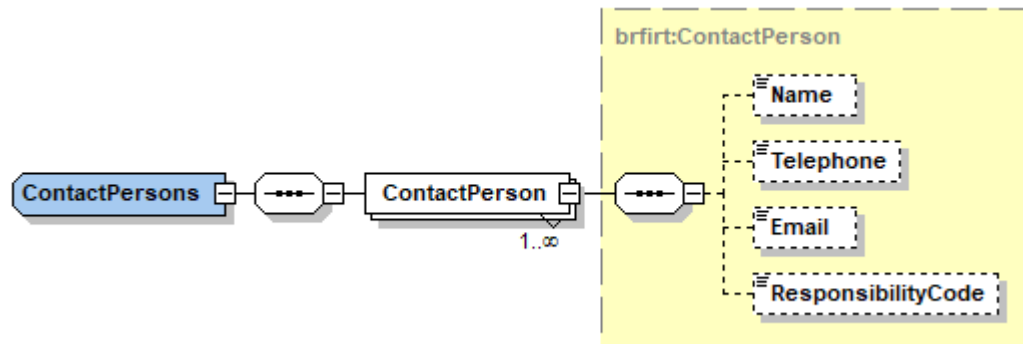 brfirt:ContactPerson
Name
Telephone
ContactPersons
ContactPerson
1..∞
Email
ResponsibilityCode